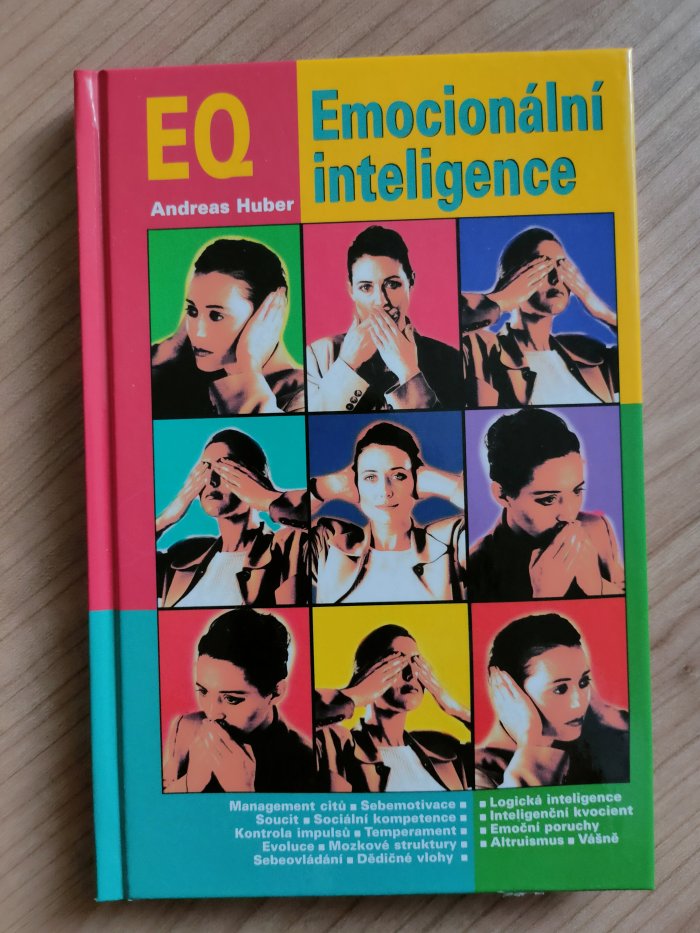 EQ
Emocionální
inteligence
Andreas Huber
Management citů ■ Sebemotivace ■
Soucit ■ Sociální kompetence ■
Kontrola impulsů ■ Temperament ■
Evoluce ■ Mozkové struktury ■
Sebeovládání ■ Dědičné vlohy ■
■ Logická inteligence
■ Inteligenční kvocient
■ Emoční poruchy
■ Altruismus ■ Vášně